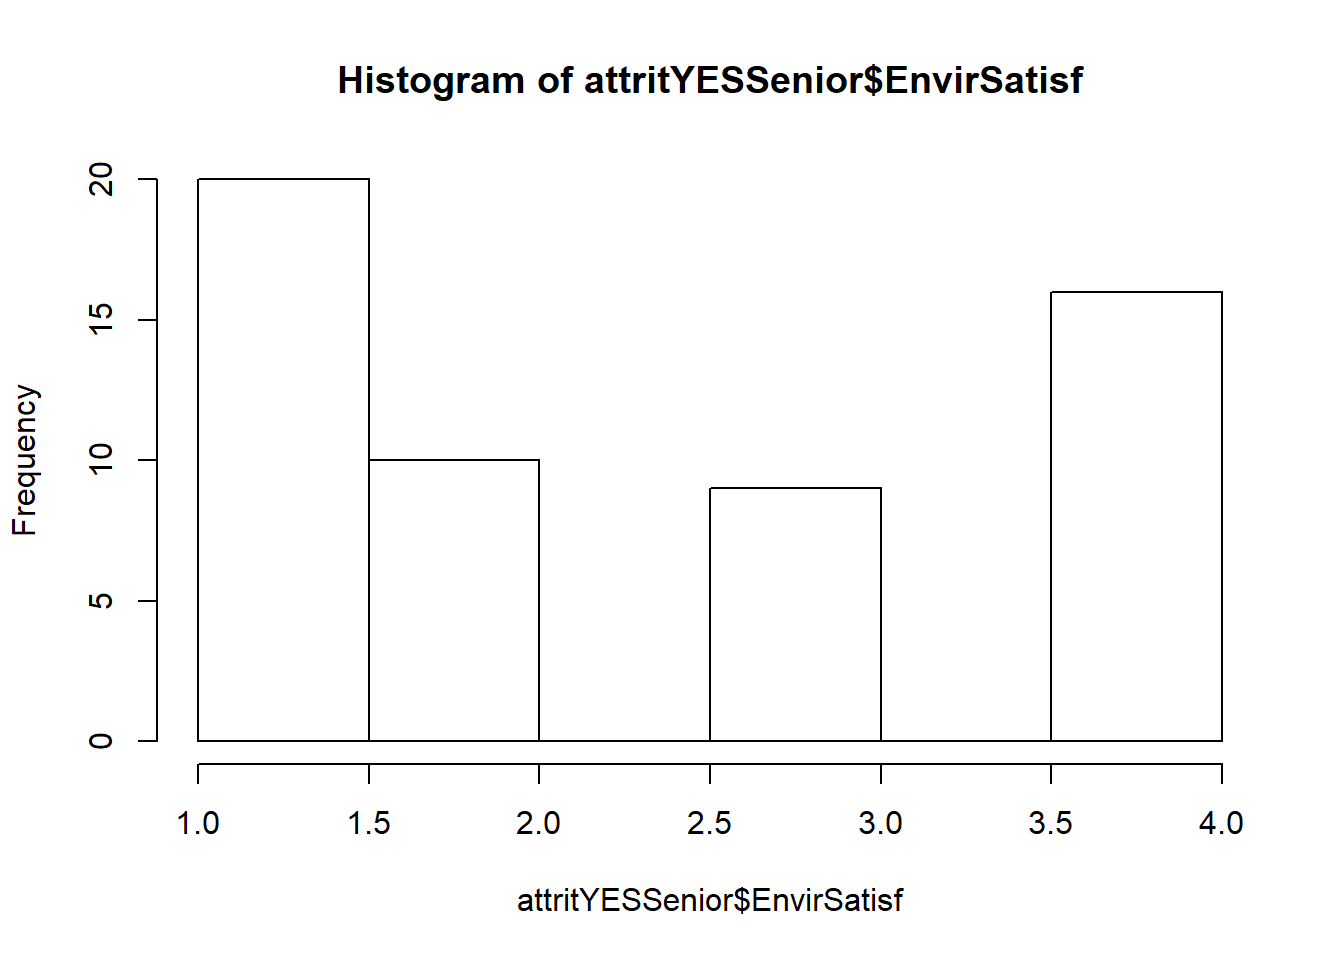 Histogram of attritYESSenior$EnvirSatisf
20
15
10
5
0
Frequency
1.0 1.5 2.0 2.5 3.0 3.5 4.0
attritYESSenior$EnvirSatisf